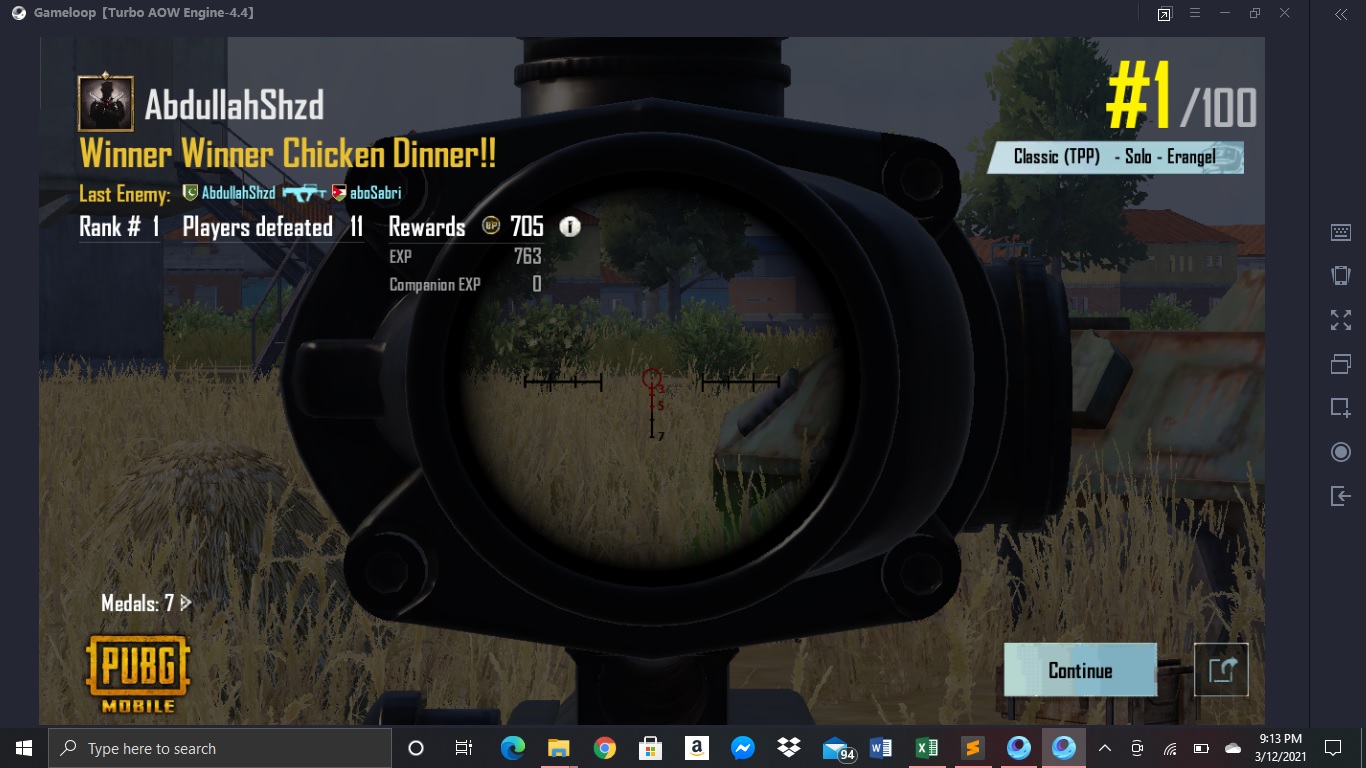 Gameloop [Turbo AOW Engine-4.4]
AbdullahShzd
#1/100
Winner Winner Chicken Dinner!!
Classic (TPP) - Solo - Erangel
Last Enemy: AbdullahShzd aboSabri
Rank # 1 Players defeated 11 Rewards BP 705 i
EXP 763
Companion EXP 0
3
5
7
Medals: 7
PUBG
MOBILE
Continue
Type here to search
94
9:13 PM
3/12/2021